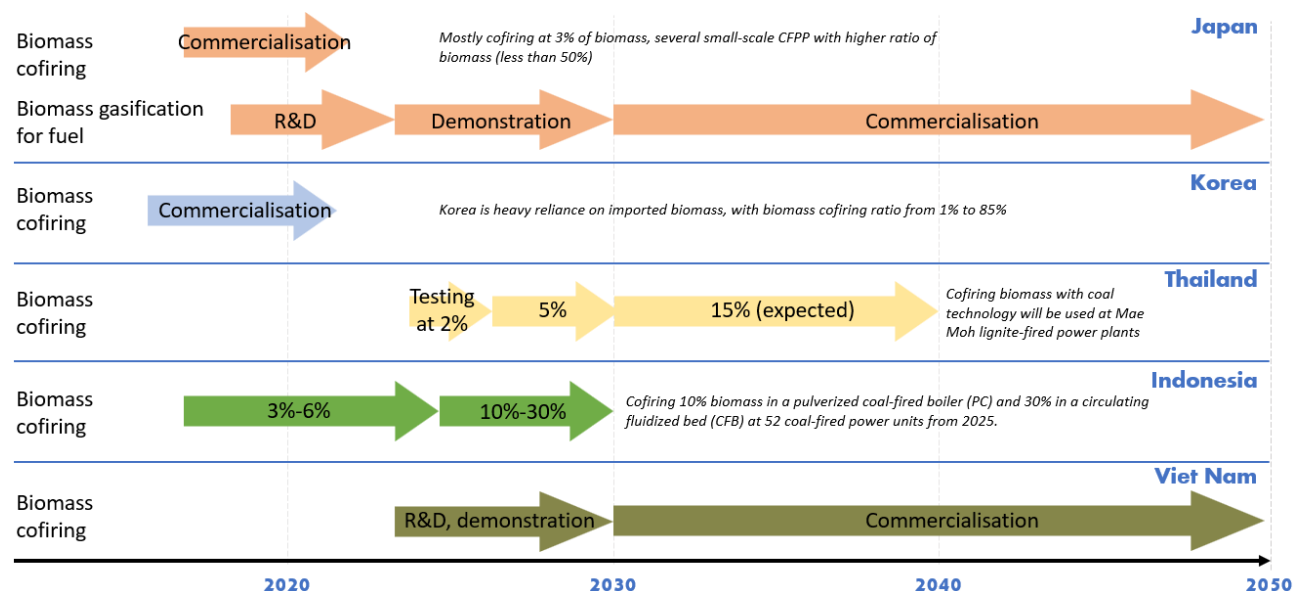 Japan
Biomass
cofiring
Commercialisation
Mostly cofiring at 3% of biomass, several small-scale CFPP with higher ratio of
biomass (less than 50%)
Biomass gasification
for fuel
R&D
Demonstration
Commercialisation
Korea
Biomass
cofiring
Commercialisation
Korea is heavy reliance on imported biomass, with biomass cofiring ratio from 1% to 85%
Thailand
Biomass
cofiring
Testing
at 2%
5%
15% (expected)
Cofiring biomass with coal
technology will be used at Mae
Moh lignite-fired power plants
Indonesia
Biomass
cofiring
3%-6%
10%-30%
Cofiring 10% biomass in a pulverized coal-fired boiler (PC) and 30% in a circulating
fluidized bed (CFB) at 52 coal-fired power units from 2025.
Viet Nam
Biomass
cofiring
R&D, demonstration
Commercialisation
2020
2030
2040
2050